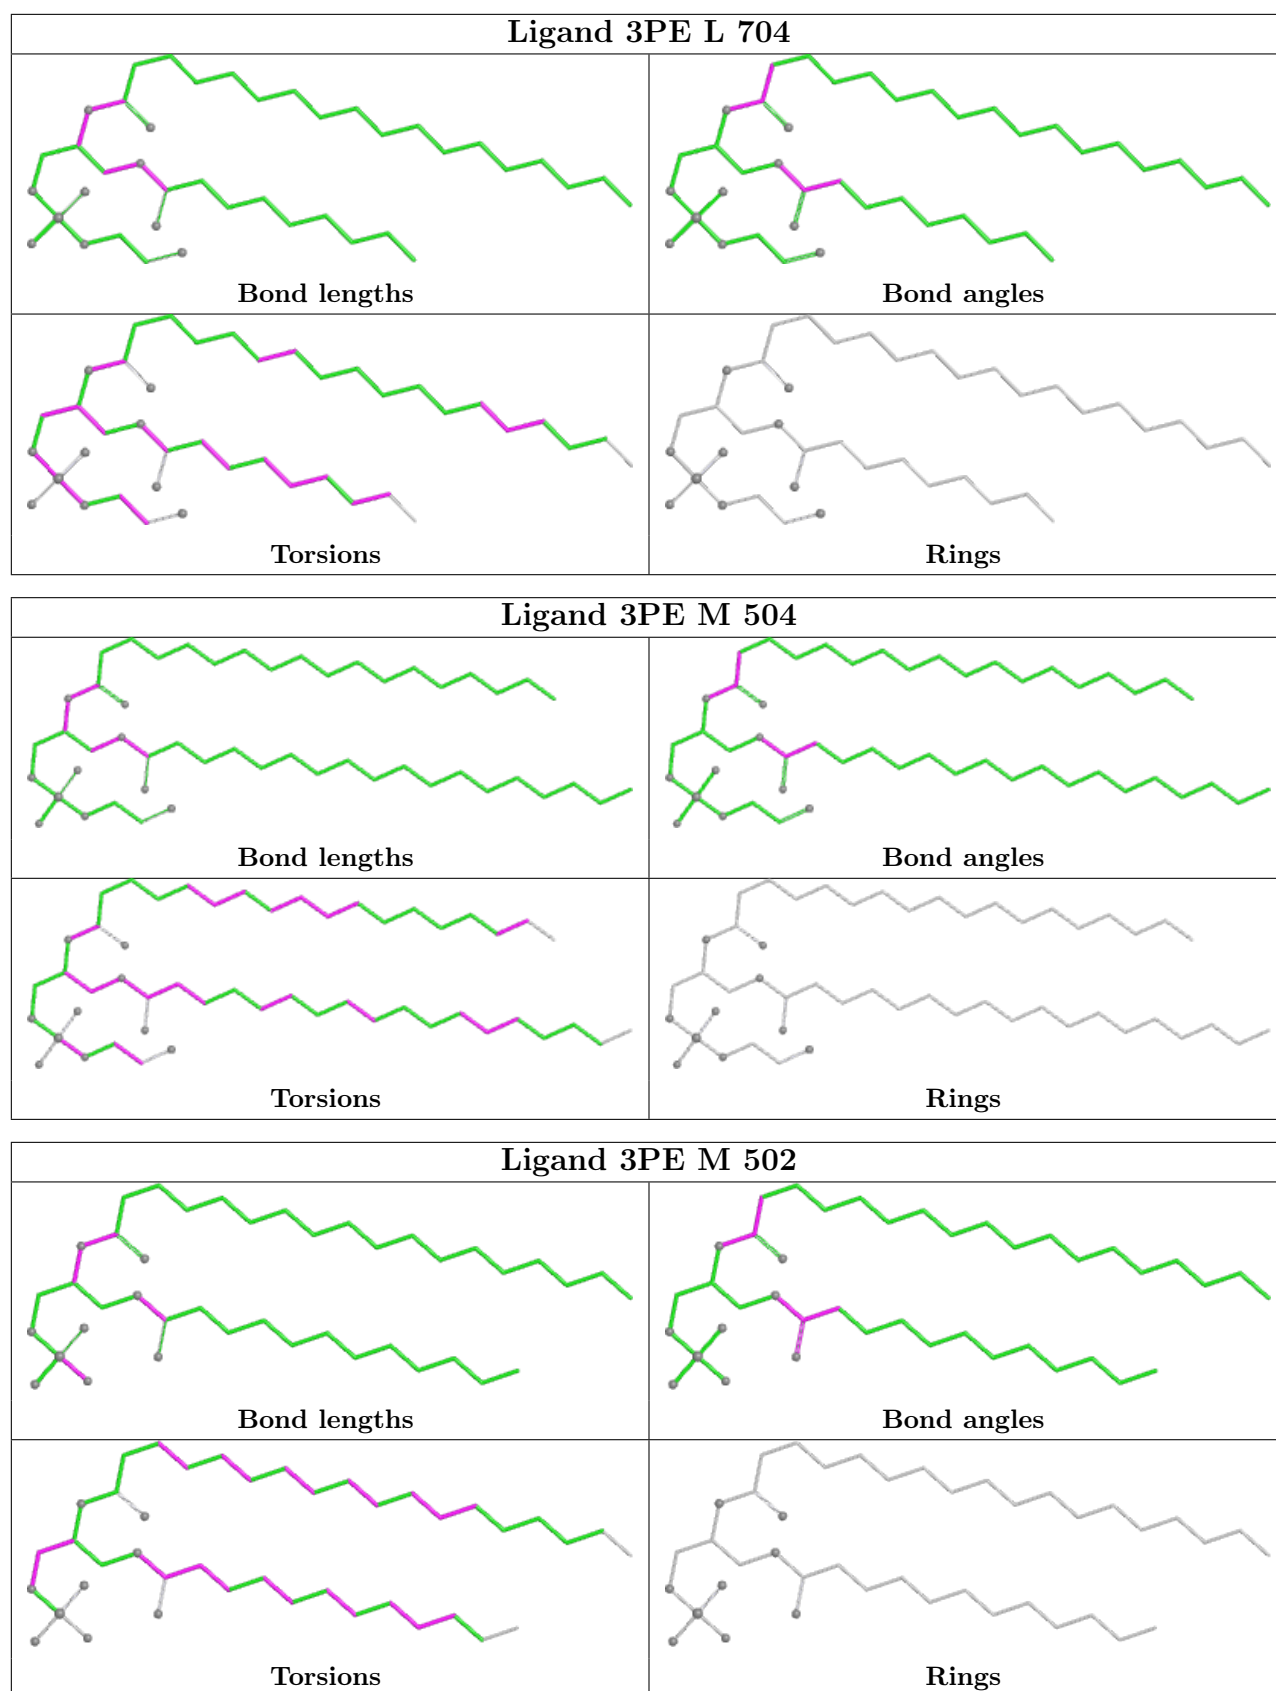 Ligand 3PE L 704
Bond lengths
Bond angles
Torsions
Rings
Ligand 3PE M 504
Bond lengths
Bond angles
Torsions
Rings
Ligand 3PE M 502
Bond lengths
Bond angles
Torsions
Rings